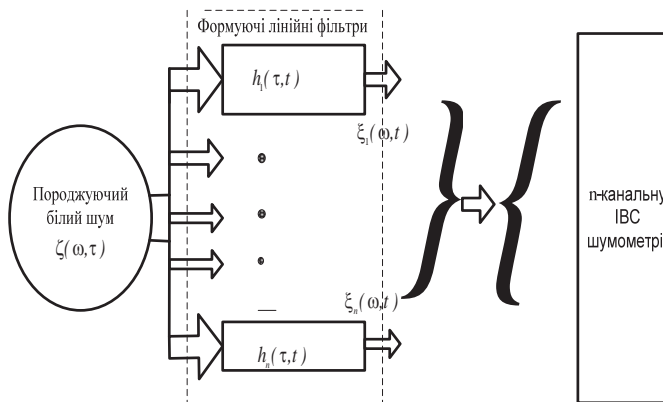 Формуючі лінійні фільтри
h₁(τ,t)
ξ₁(ω,t)
Породжуючий
білий шум
ζ(ω,τ)
n-канальну
ІВС
шумометрі
ξₙ(ω,t)
hₙ(τ,t)